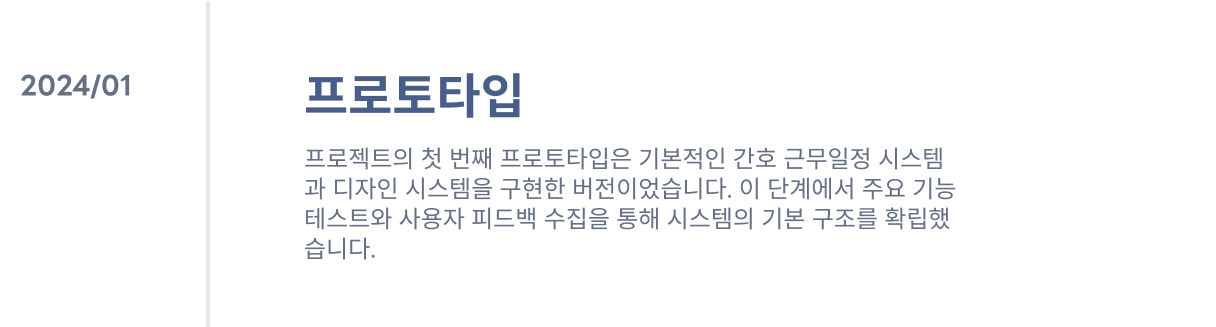 2024/01
프로토타입
프로젝트의 첫 번째 프로토타입은 기본적인 간호 근무일정 시스템
과 디자인 시스템을 구현한 버전이었습니다. 이 단계에서 주요 기능
테스트와 사용자 피드백 수집을 통해 시스템의 기본 구조를 확립했
습니다.